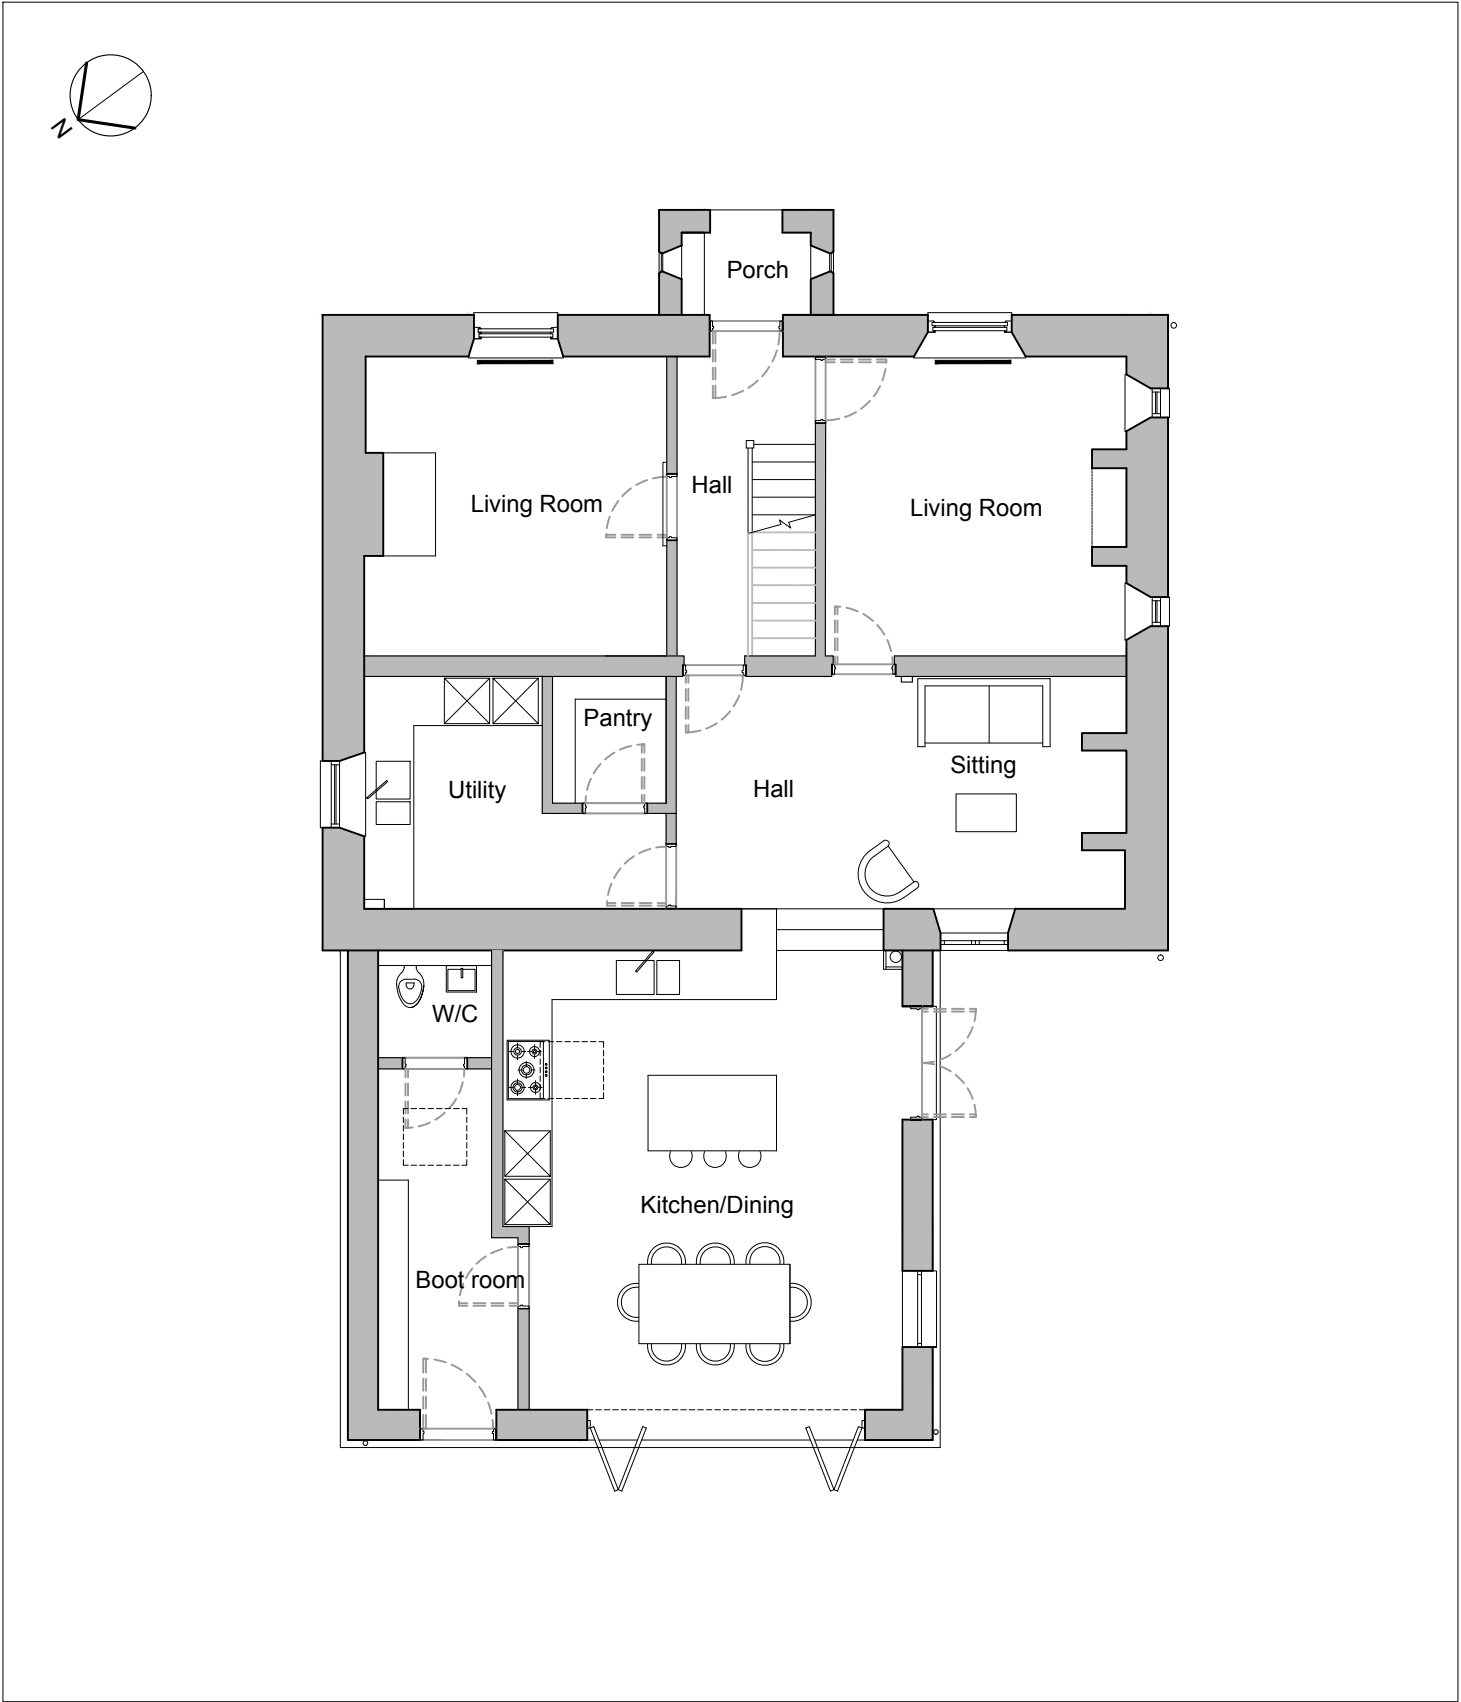 N
Porch
Living Room
Hall
Living Room
Pantry
Utility
Hall
Sitting
W/C
Kitchen/Dining
Boot room